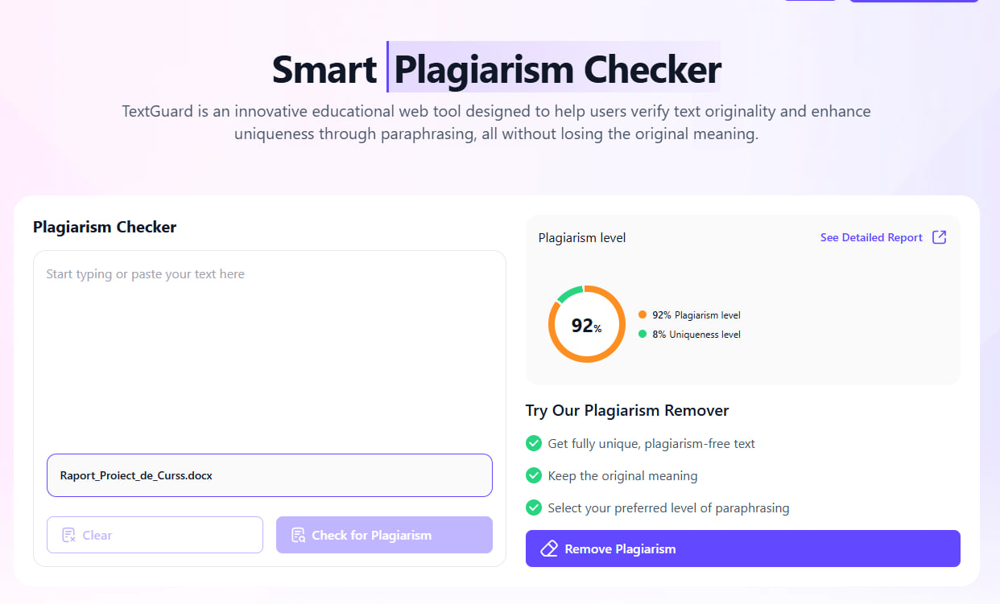 Smart Plagiarism Checker
TextGuard is an innovative educational web tool designed to help users verify text originality and enhance
uniqueness through paraphrasing, all without losing the original meaning.
Plagiarism Checker
Start typing or paste your text here
Raport_Proiect_de_Curss.docx
Clear
Check for Plagiarism
Plagiarism level
See Detailed Report
92%
92% Plagiarism level
8% Uniqueness level
Try Our Plagiarism Remover
Get fully unique, plagiarism-free text
Keep the original meaning
Select your preferred level of paraphrasing
Remove Plagiarism